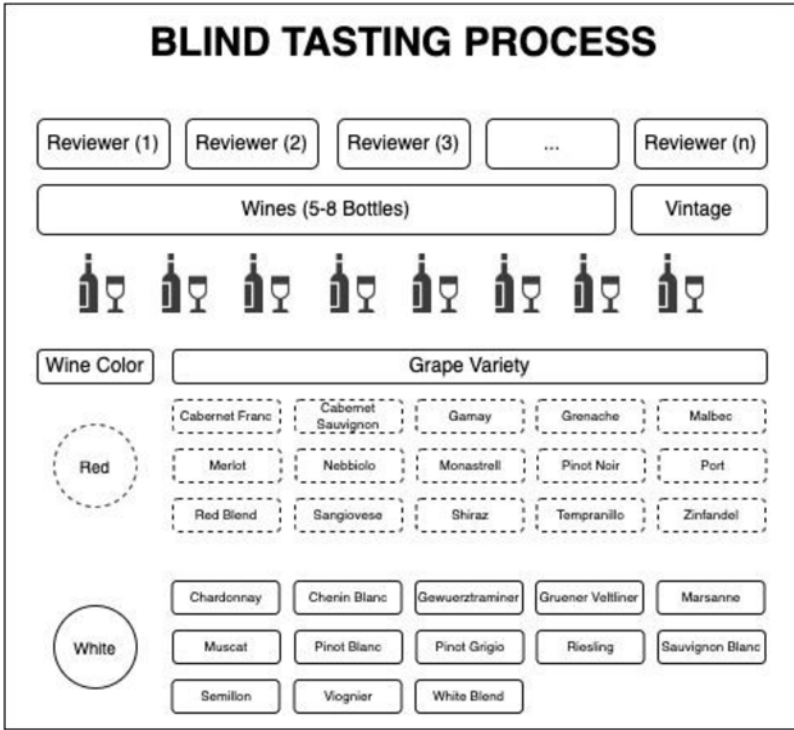 BLIND TASTING PROCESS
Reviewer (1) Reviewer (2) Reviewer (3) ... Reviewer (n)
Wines (5-8 Bottles) Vintage
Wine Color Grape Variety
Cabernet Franc Cabernet Sauvignon Gamay Grenache Malbec
Red Merlot Nebbiolo Monastrell Pinot Noir Port
Red Blend Sangiovese Shiraz Tempranillo Zinfandel
Chardonnay Chenin Blanc Gewuerztraminer Gruener Veltliner Marsanne
White Muscat Pinot Blanc Pinot Grigio Riesling Sauvignon Blanc
Semillon Viognier White Blend